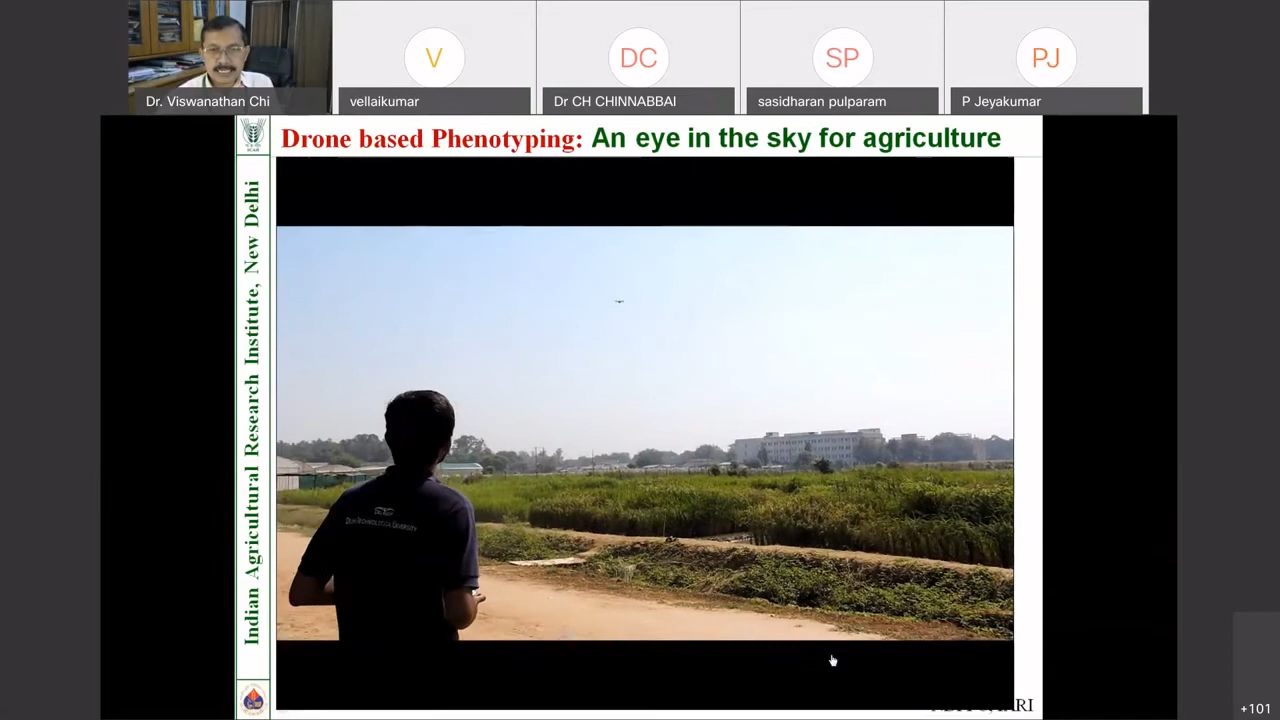 V
DC
SP
PJ
Dr. Viswanathan Chi
vellaikumar
Dr CH CHINNABBAI
sasidharan pulparam
P Jeyakumar
Drone based Phenotyping: An eye in the sky for agriculture
Indian Agricultural Research Institute, New Delhi
+101